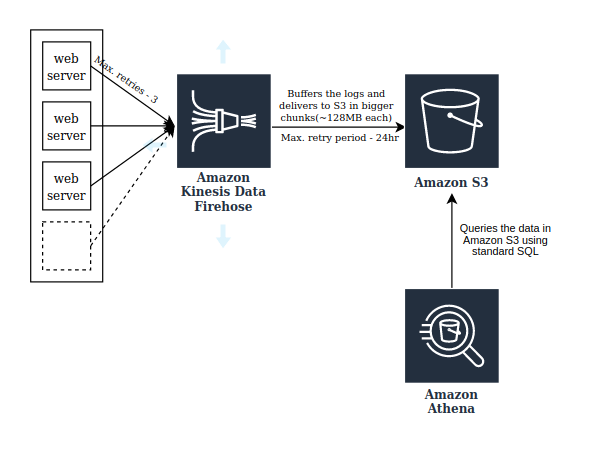 web
server
web
server
web
server
Max. retries - 3
Amazon
Kinesis Data
Firehose
Buffers the logs and
delivers to S3 in bigger
chunks(~128MB each)
Max. retry period - 24hr
Amazon S3
Queries the data in
Amazon S3 using
standard SQL
Amazon
Athena